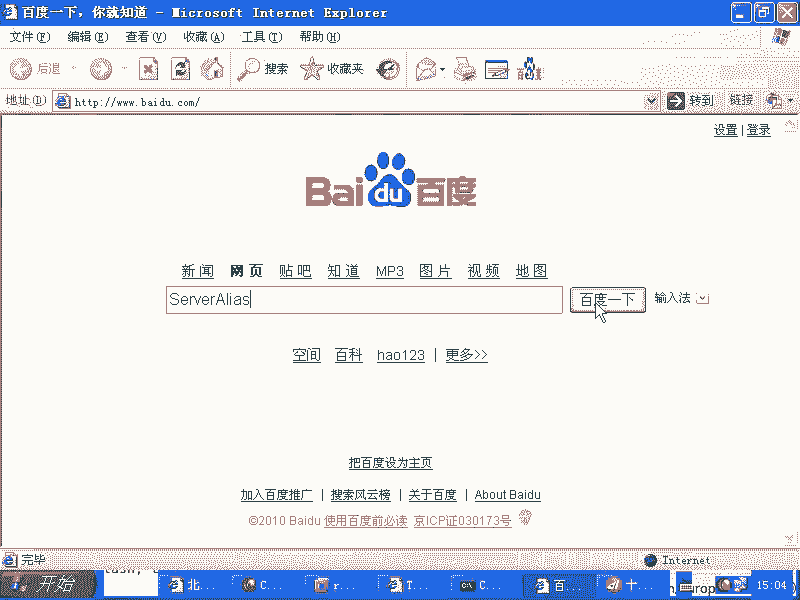 百度一下，你就知道 - Microsoft Internet Explorer
文件(F) 编辑(E) 查看(V) 收藏(A) 工具(T) 帮助(H)
后退 搜索 收藏夹 百度
地址(D) http://www.baidu.com/ 转到 链接
设置 | 登录
Bai du 百度
新闻 网页 贴吧 知道 MP3 图片 视频 地图
ServerAlias 百度一下 输入法
空间 百科 hao123 | 更多>>
把百度设为主页
加入百度推广 | 搜索风云榜 | 关于百度 | About Baidu
©2010 Baidu 使用百度前必读 京ICP证030173号
完毕 Internet
开始 北... C... r... T... C... 百... 十... 15:04